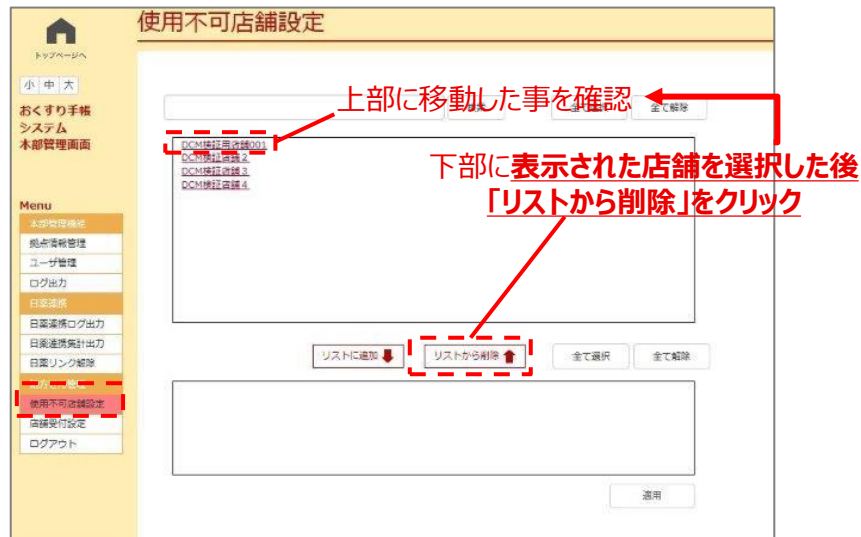 使用不可店舗設定
トップページへ
小 中 大
おくすり手帳
システム
本部管理画面
Menu
本部管理機能
拠点情報管理
ユーザ管理
ログ出力
日薬連携
日薬連携ログ出力
日薬連携集計出力
日薬リンク解除
使用不可店舗設定
店舗受付設定
ログアウト
上部に移動した事を確認
全て解除
DCM検証用店舗001
DCM検証店舗2
DCM検証店舗3
DCM検証店舗4
下部に表示された店舗を選択した後
「リストから削除」をクリック
リストに追加 リストから削除 全て選択 全て解除
適用